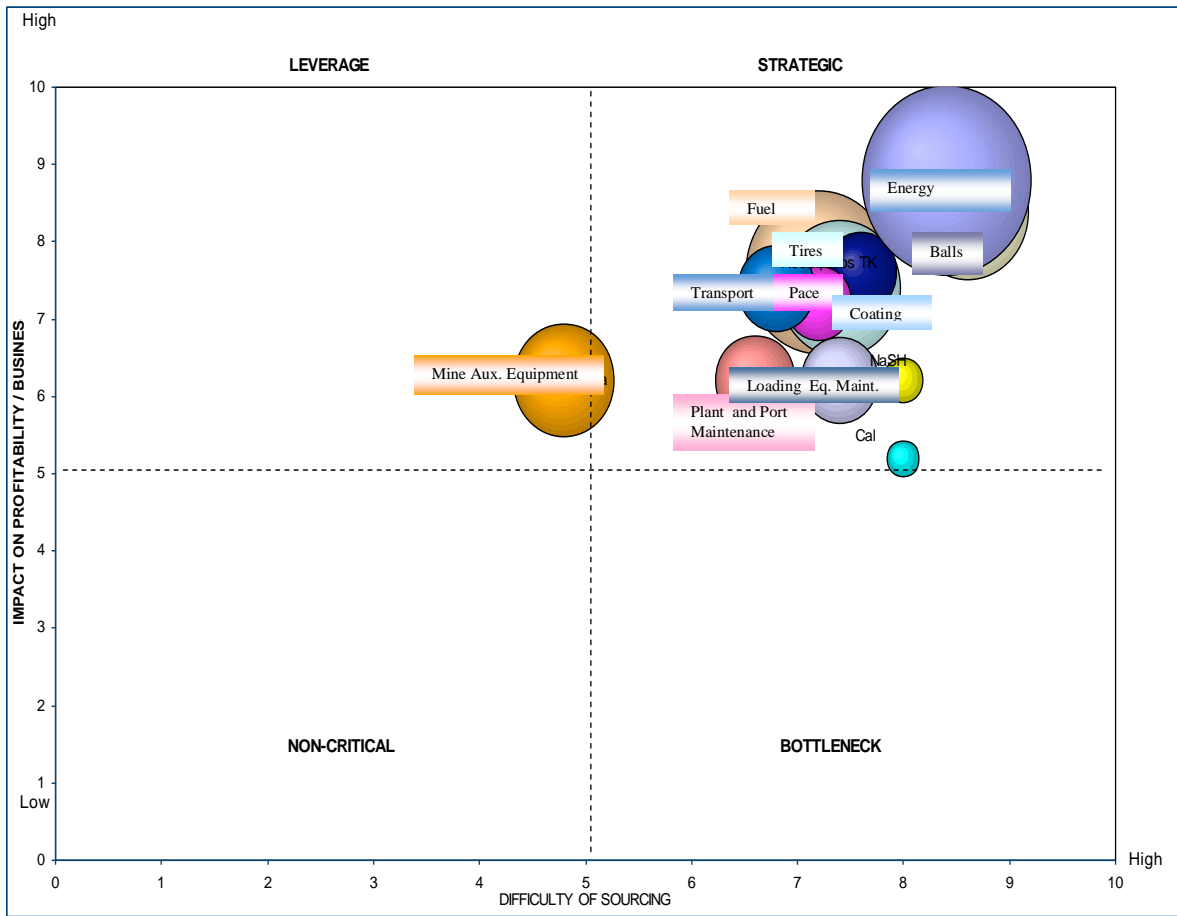 High
LEVERAGE
STRATEGIC
10
9
8
7
6
5
4
3
2
1
0
IMPACT ON PROFITABILITY / BUSINES
Energy
Fuel
Tires
TK
Balls
Transport
Pace
Coating
NaSH
Mine Aux. Equipment
Loading Eq. Maint.
Plant and Port
Maintenance
Cal
NON-CRITICAL
BOTTLENECK
Low
0 1 2 3 4 5 6 7 8 9 10
High
DIFFICULTY OF SOURCING